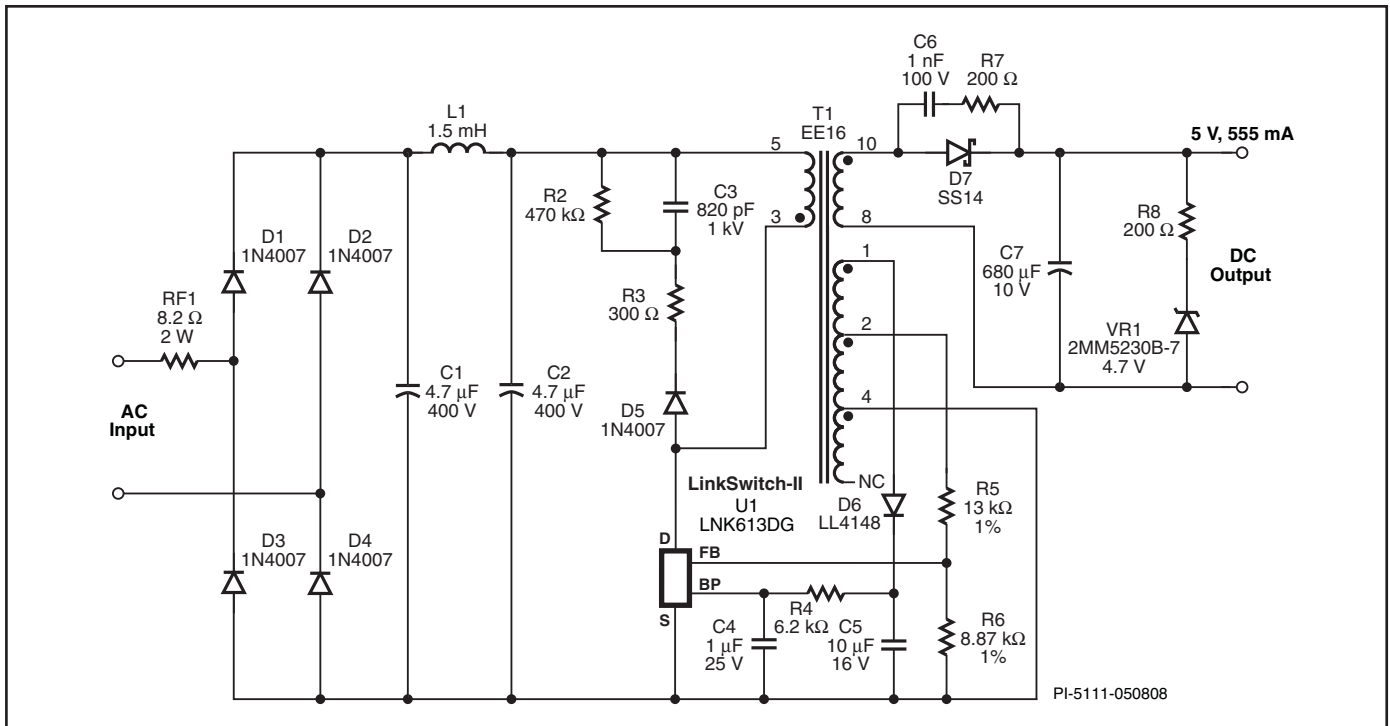 C6
1 nF
100 V
R7
200 Ω
L1
1.5 mH
T1
EE16
5
10
5 V, 555 mA
D7
SS14
R2
470 kΩ
C3
820 pF
1 kV
3
8
R8
200 Ω
D1
1N4007
D2
1N4007
C7
680 μF
10 V
DC
Output
1
RF1
8.2 Ω
2 W
R3
300 Ω
2
VR1
2MM5230B-7
4.7 V
C1
4.7 μF
400 V
C2
4.7 μF
400 V
AC
Input
D5
1N4007
4
NC
LinkSwitch-II
U1
LNK613DG
D6
LL4148
R5
13 kΩ
1%
D3
1N4007
D4
1N4007
D
FB
BP
S
R4
6.2 kΩ
C4
1 μF
25 V
C5
10 μF
16 V
R6
8.87 kΩ
1%
PI-5111-050808